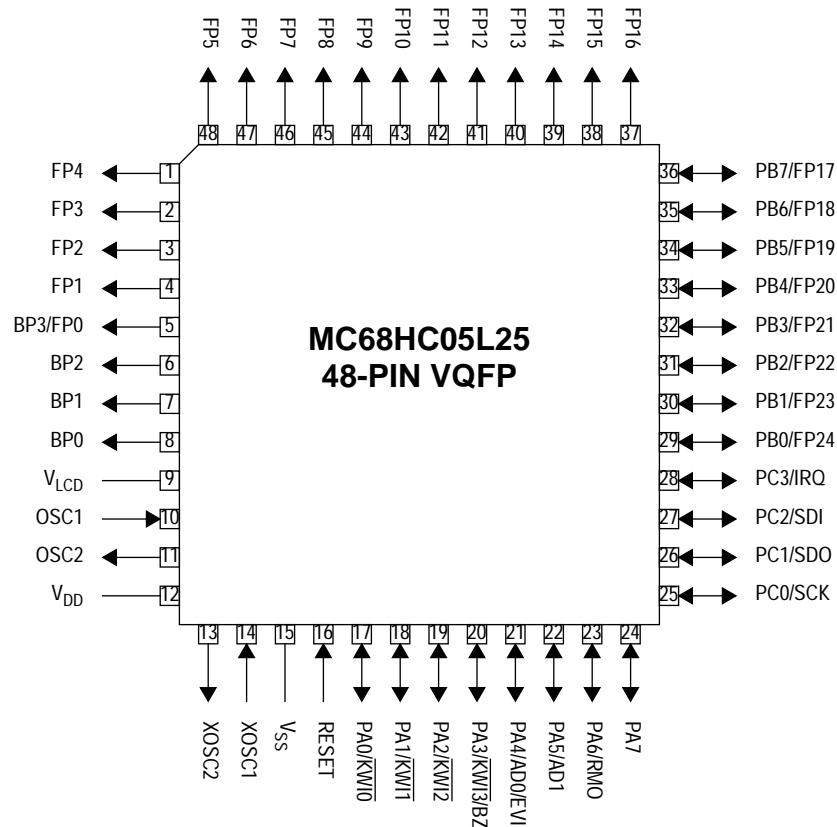 FP5
FP6
FP7
FP8
FP9
FP10
FP11
FP12
FP13
FP14
FP15
FP16
48
47
46
45
44
43
42
41
40
39
38
37
FP4 1
36 PB7/FP17
FP3 2
35 PB6/FP18
FP2 3
34 PB5/FP19
FP1 4
33 PB4/FP20
BP3/FP0 5
32 PB3/FP21
BP2 6
31 PB2/FP22
BP1 7
30 PB1/FP23
BP0 8
29 PB0/FP24
VLCD 9
28 PC3/IRQ
OSC1 10
27 PC2/SDI
OSC2 11
26 PC1/SDO
VDD 12
25 PC0/SCK
MC68HC05L25
48-PIN VQFP
13
14
15
16
17
18
19
20
21
22
23
24
XOSC2
XOSC1
VSS
RESET
PA0/KWI0
PA1/KWI1
PA2/KWI2
PA3/KWI3/BZ
PA4/AD0/EVI
PA5/AD1
PA6/RMO
PA7